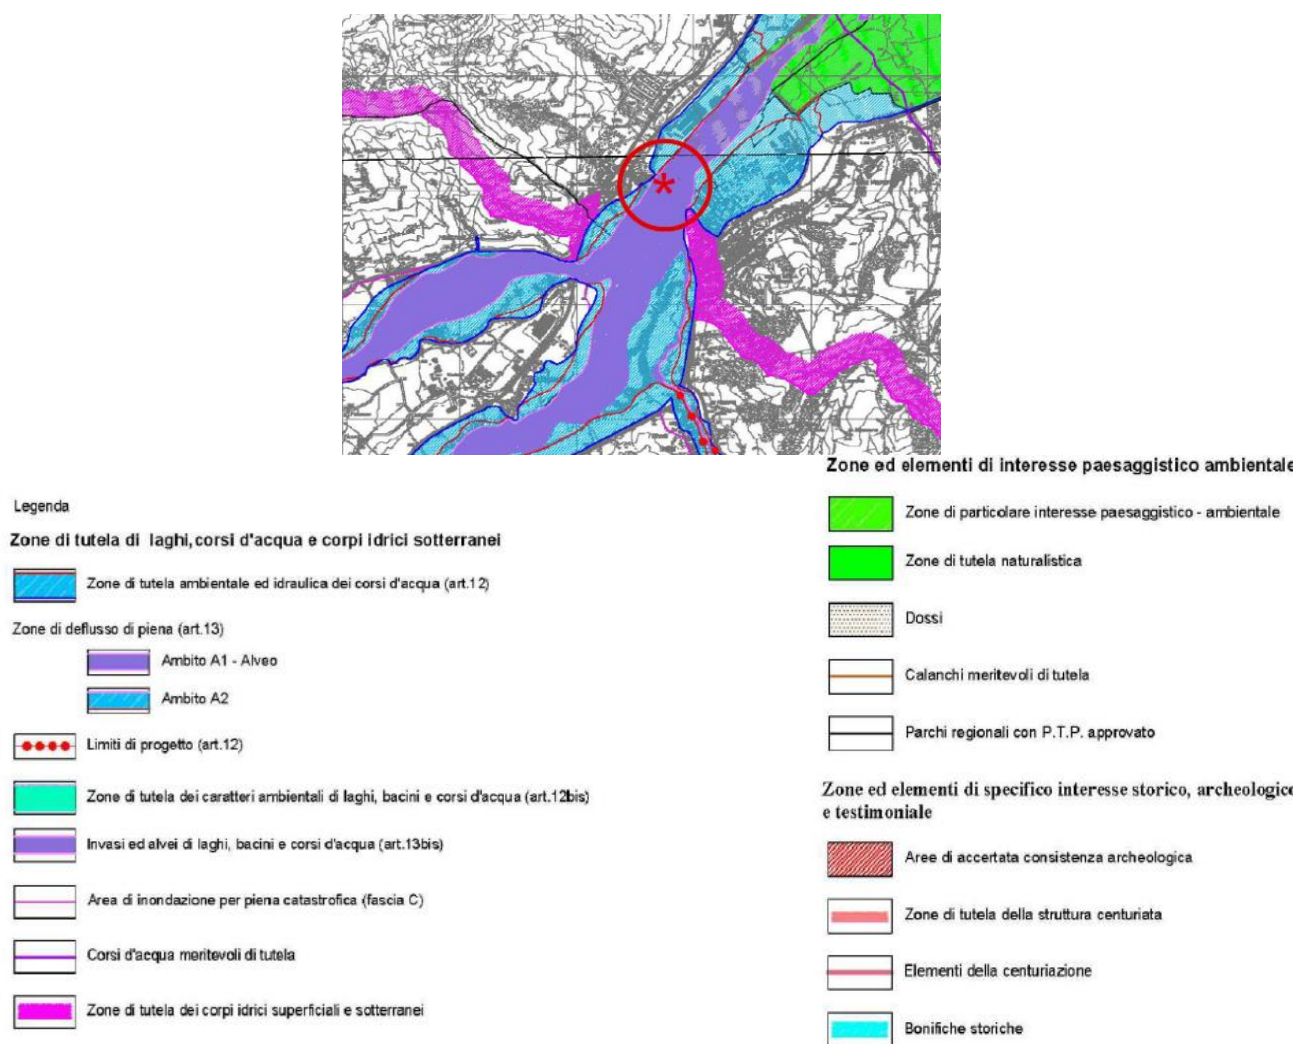 Legenda
Zone di tutela di laghi,corsi d'acqua e corpi idrici sotterranei
Zone di tutela ambientale ed idraulica dei corsi d'acqua (art.12)
Zone di deflusso di piena (art.13)
Ambito A1 - Alveo
Ambito A2
Limiti di progetto (art.12)
Zone di tutela dei caratteri ambientali di laghi, bacini e corsi d'acqua (art.12bis)
Invasi ed alvei di laghi, bacini e corsi d'acqua (art.13bis)
Area di inondazione per piena catastrofica (fascia C)
Corsi d'acqua meritevoli di tutela
Zone di tutela dei corpi idrici superficiali e sotterranei
Zone ed elementi di interesse paesaggistico ambientale
Zone di particolare interesse paesaggistico - ambientale
Zone di tutela naturalistica
Dossi
Calanchi meritevoli di tutela
Parchi regionali con P.T.P. approvato
Zone ed elementi di specifico interesse storico, archeologico
e testimoniale
Aree di accertata consistenza archeologica
Zone di tutela della struttura centuriata
Elementi della centuriazione
Bonifiche storiche